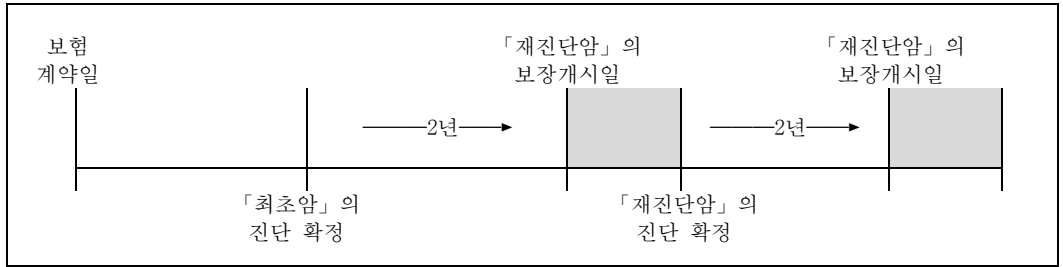 보험
계약일
「재진단암」의
보장개시일
「재진단암」의
보장개시일
2년
2년
「최초암」의
진단 확정
「재진단암」의
진단 확정